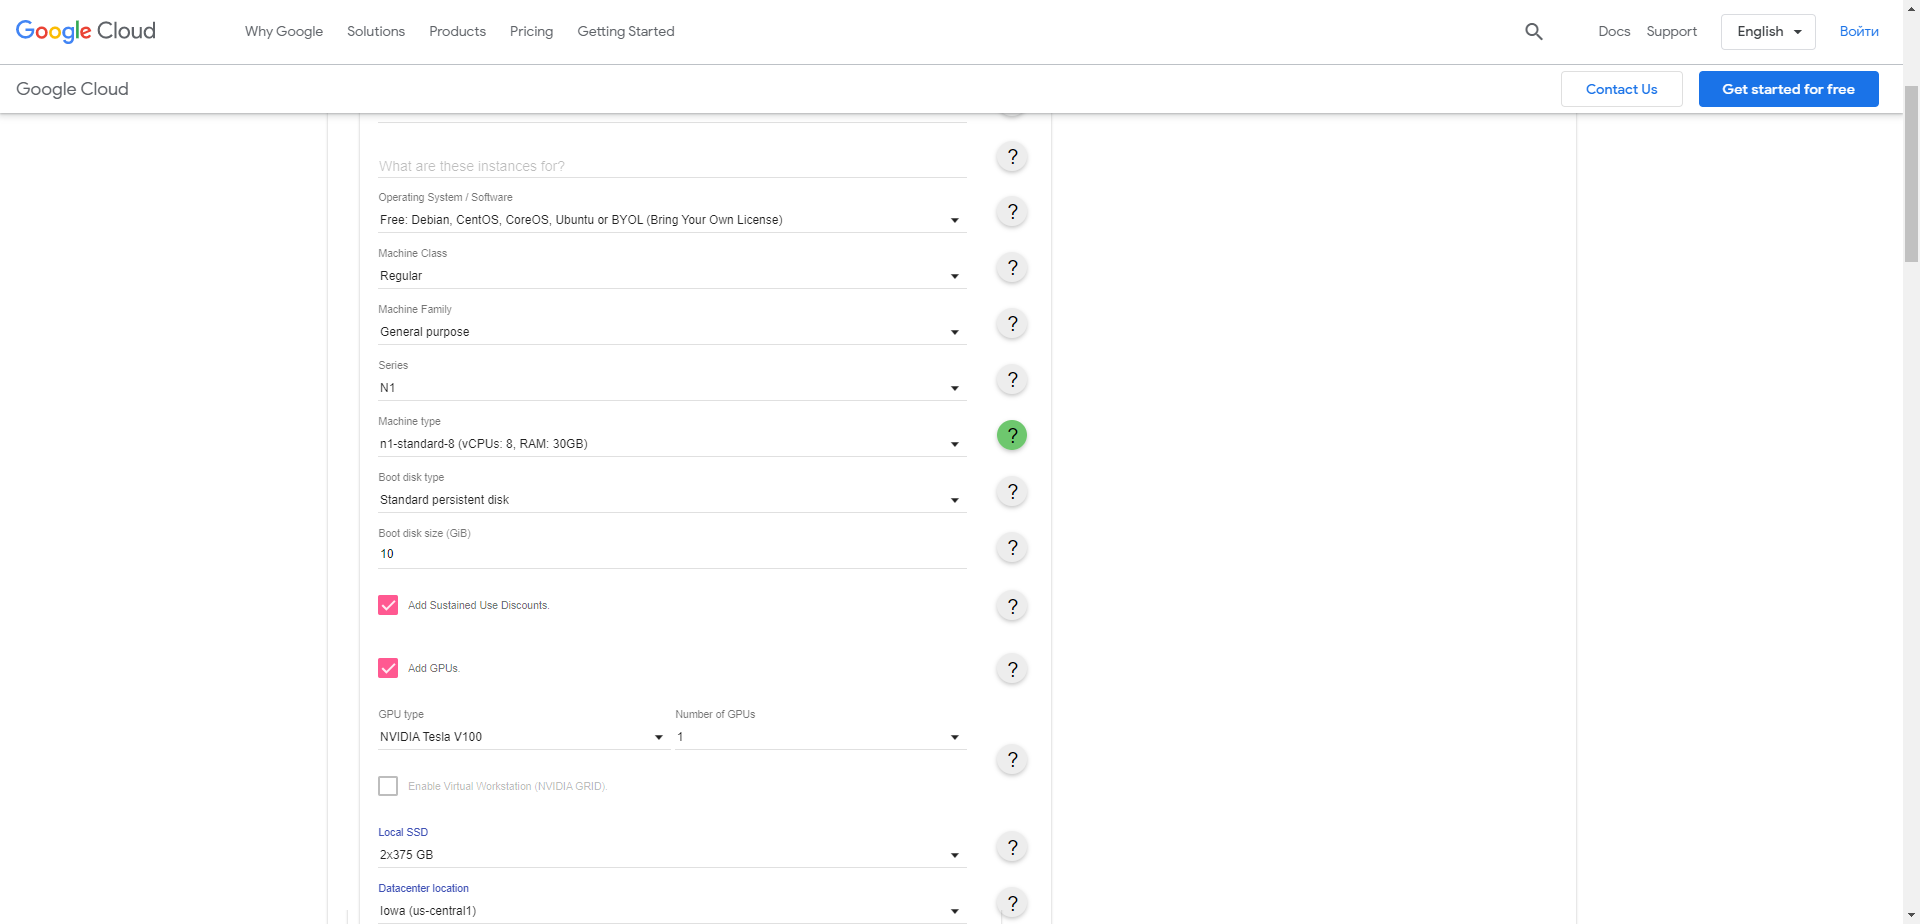 Google Cloud
Why Google
Solutions
Products
Pricing
Getting Started
Docs
Support
English
Войти
Google Cloud
Contact Us
Get started for free
What are these instances for?
?
Operating System / Software
Free: Debian, CentOS, CoreOS, Ubuntu or BYOL (Bring Your Own License)
?
Machine Class
Regular
?
Machine Family
General purpose
?
Series
N1
?
Machine type
n1-standard-8 (vCPUs: 8, RAM: 30GB)
?
Boot disk type
Standard persistent disk
?
Boot disk size (GiB)
10
?
Add Sustained Use Discounts.
?
Add GPUs.
?
GPU type
NVIDIA Tesla V100
Number of GPUs
1
?
Enable Virtual Workstation (NVIDIA GRID).
Local SSD
2x375 GB
?
Datacenter location
Iowa (us-central1)
?